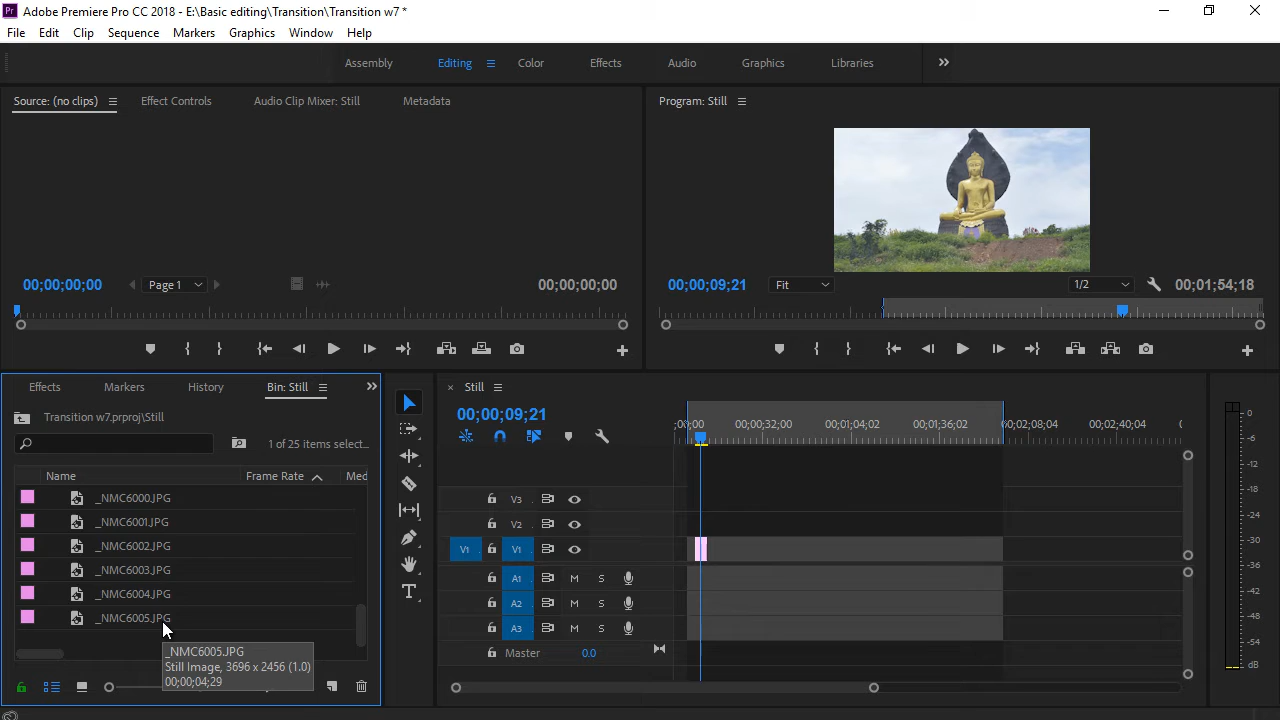 Pr Adobe Premiere Pro CC 2018 - E:\Basic editing\Transition\Transition w7 *
File Edit Clip Sequence Markers Graphics Window Help
Assembly Editing Color Effects Audio Graphics Libraries
Source: (no clips) Effect Controls Audio Clip Mixer: Still Metadata
Program: Still
00;00;00;00 Page 1 00;00;00;00
00;00;09;21 Fit 1/2 00;01;54;18
Effects Markers History Bin: Still
Transition w7.prproj\Still
1 of 25 items select...
Name Frame Rate Med
_NMC6000.JPG
_NMC6001.JPG
_NMC6002.JPG
_NMC6003.JPG
_NMC6004.JPG
_NMC6005.JPG
_NMC6005.JPG
Still Image, 3696 x 2456 (1.0)
00;00;04;29
T
× Still
00;00;09;21
;00;00 00;00;32;00 00;01;04;02 00;01;36;02 00;02;08;04 00;02;40;04
V3
V2
V1 V1
A1 M S
A2 M S
A3 M S
Master 0.0
0
-6
-12
-18
-24
-30
-36
-42
-48
-54
dB